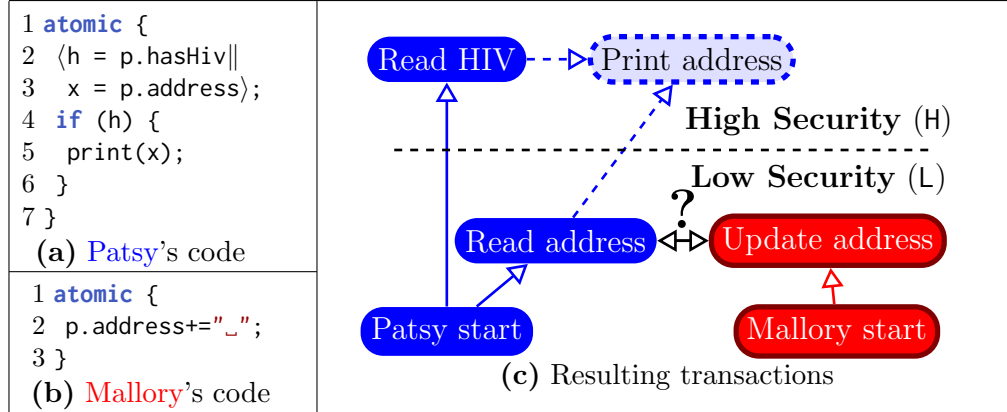 1 atomic {
2 ⟨h = p.hasHiv‖
3 x = p.address⟩;
4 if (h) {
5 print(x);
6 }
7 }
(a) Patsy's code
1 atomic {
2 p.address+="␣";
3 }
(b) Mallory's code
Read HIV
Print address
High Security (H)
Low Security (L)
?
Read address
Update address
Patsy start
Mallory start
(c) Resulting transactions